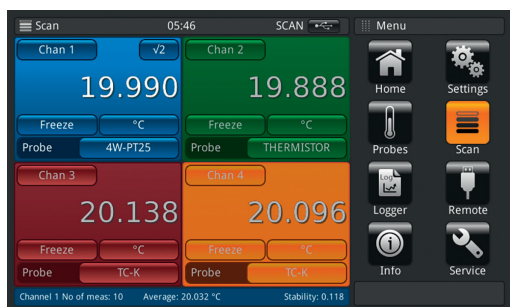 Scan 05:46 SCAN
Menu
Chan 1 √2
19.990
Freeze °C
Probe 4W-PT25
Chan 2
19.888
Freeze °C
Probe THERMISTOR
Chan 3
20.138
Freeze °C
Probe TC-K
Chan 4
20.096
Freeze °C
Probe TC-K
Channel 1 No of meas: 10 Average: 20.032 °C Stability: 0.118
Home Settings
Probes Scan
Log
Logger Remote
Info Service